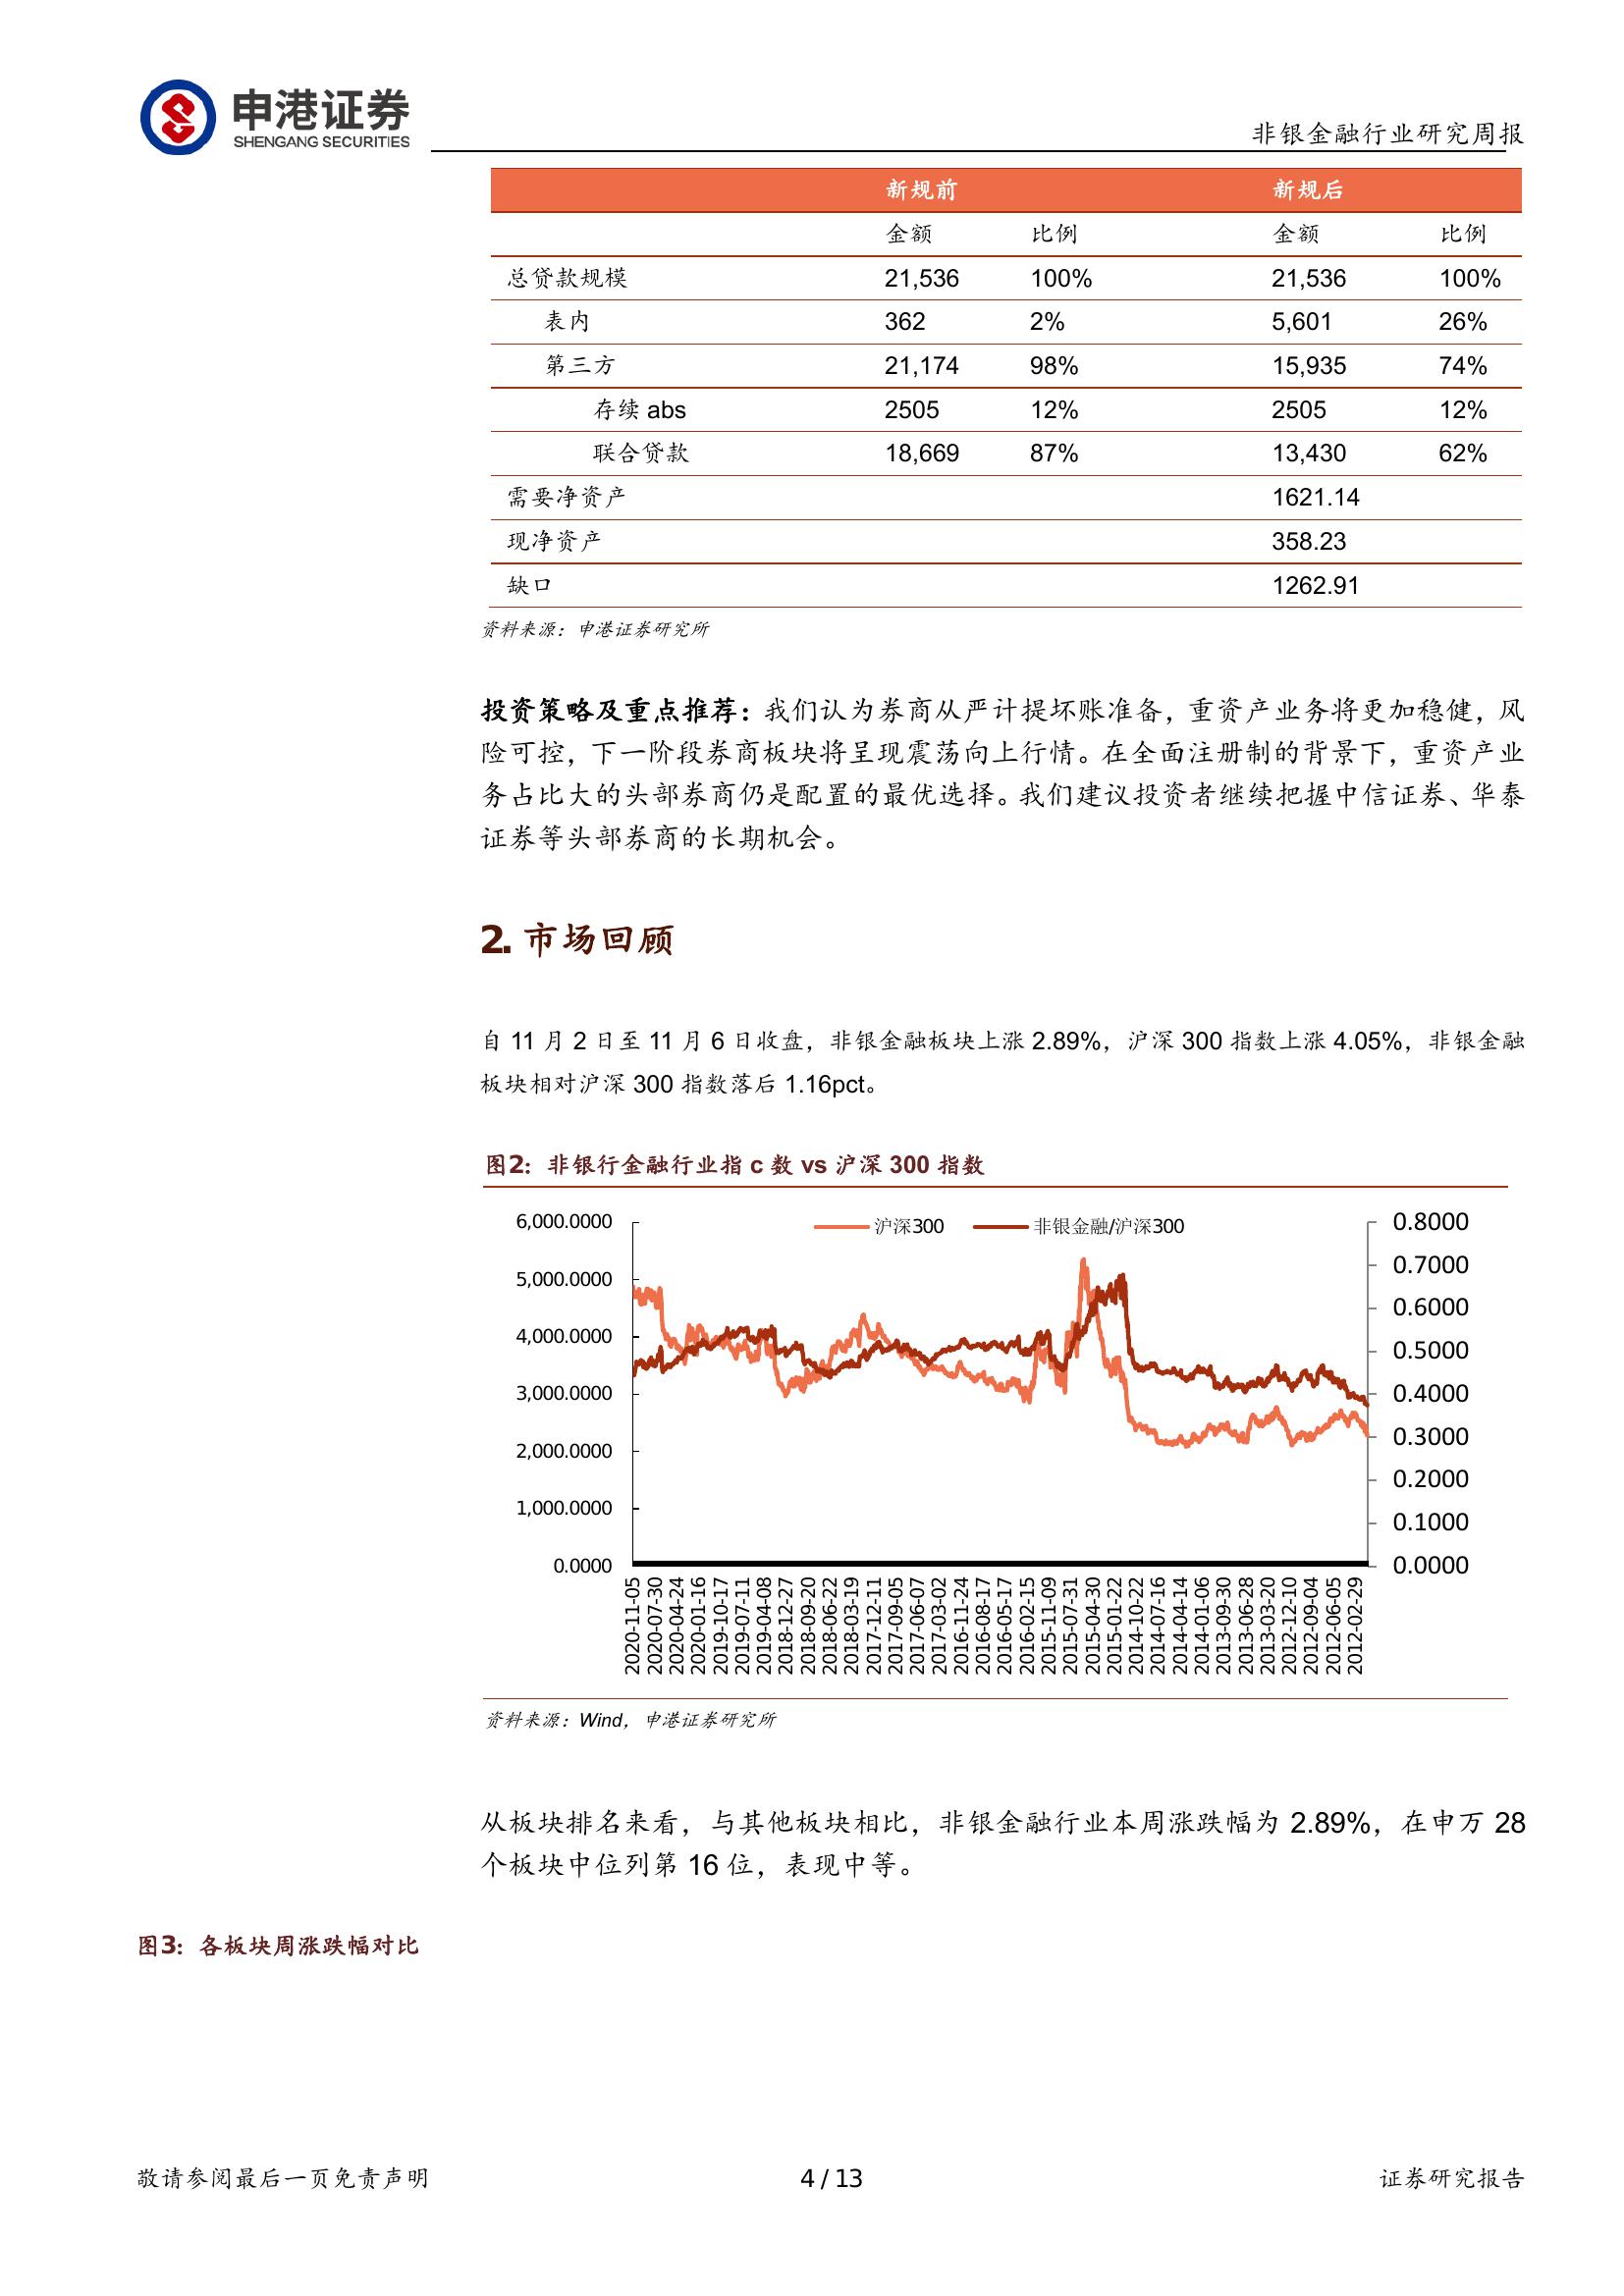 申港证券
SHENGANG SECURITIES
非银金融行业研究周报
新规前 新规后
金额 比例 金额 比例
总贷款规模 21,536 100% 21,536 100%
表内 362 2% 5,601 26%
第三方 21,174 98% 15,935 74%
存续 abs 2505 12% 2505 12%
联合贷款 18,669 87% 13,430 62%
需要净资产 1621.14
现净资产 358.23
缺口 1262.91
资料来源：申港证券研究所
投资策略及重点推荐：我们认为券商从严计提坏账准备，重资产业务将更加稳健，风
险可控，下一阶段券商板块将呈现震荡向上行情。在全面注册制的背景下，重资产业
务占比大的头部券商仍是配置的最优选择。我们建议投资者继续把握中信证券、华泰
证券等头部券商的长期机会。
2. 市场回顾
自 11 月 2 日至 11 月 6 日收盘，非银金融板块上涨 2.89%，沪深 300 指数上涨 4.05%，非银金融
板块相对沪深 300 指数落后 1.16pct。
图2：非银行金融行业指 c 数 vs 沪深 300 指数
沪深300 非银金融/沪深300
6,000.0000
5,000.0000
4,000.0000
3,000.0000
2,000.0000
1,000.0000
0.0000
0.8000
0.7000
0.6000
0.5000
0.4000
0.3000
0.2000
0.1000
0.0000
2020-11-05
2020-07-30
2020-04-24
2020-01-16
2019-10-17
2019-07-11
2019-04-08
2018-12-27
2018-09-20
2018-06-22
2018-03-19
2017-12-11
2017-09-05
2017-06-07
2017-03-02
2016-11-24
2016-08-17
2016-05-17
2016-02-15
2015-11-09
2015-07-31
2015-04-30
2015-01-22
2014-10-22
2014-07-16
2014-04-14
2014-01-06
2013-09-30
2013-06-28
2013-03-20
2012-12-10
2012-09-04
2012-06-05
2012-02-29
资料来源：Wind，申港证券研究所
从板块排名来看，与其他板块相比，非银金融行业本周涨跌幅为 2.89%，在申万 28
个板块中位列第 16 位，表现中等。
图3：各板块周涨跌幅对比
敬请参阅最后一页免责声明
4 / 13
证券研究报告